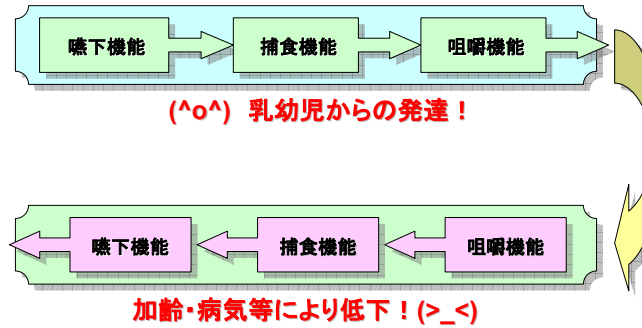 嚥下機能
捕食機能
咀嚼機能
(^o^) 乳幼児からの発達！
嚥下機能
捕食機能
咀嚼機能
加齢・病気等により低下！(>_<)